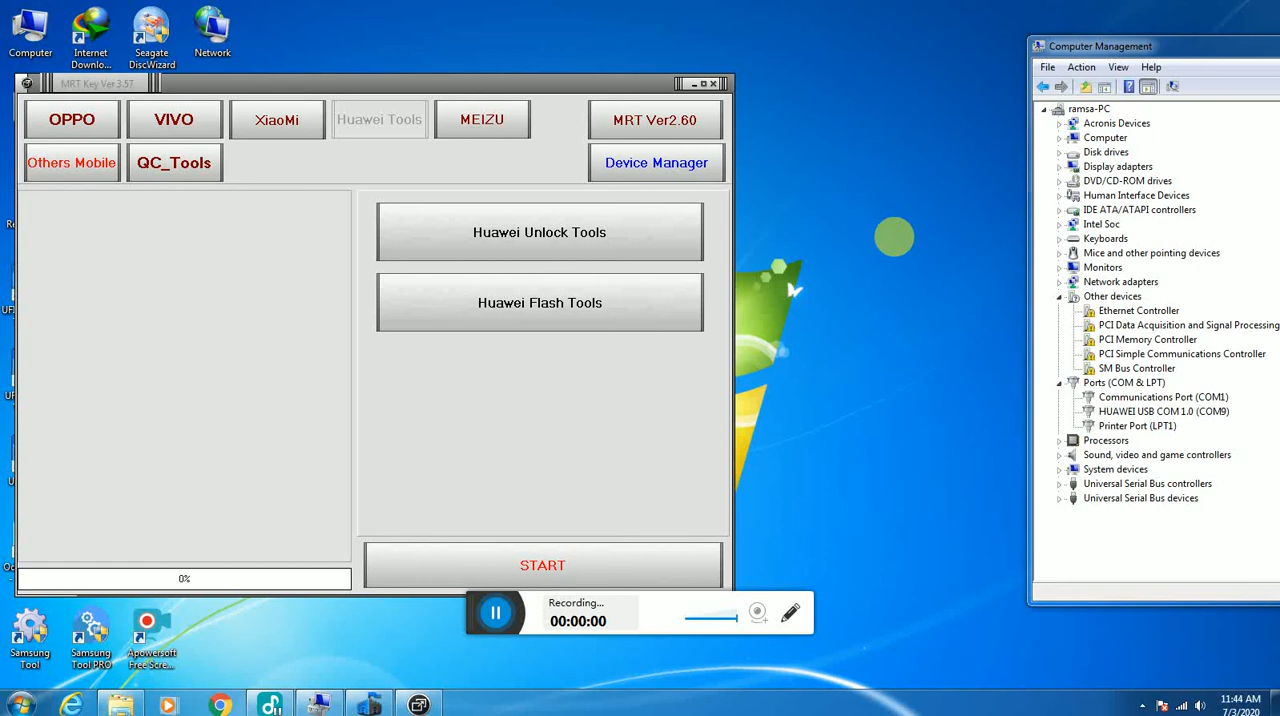 Computer
Internet
Downlo...
Seagate
DiscWizard
Network
MRT Key Ver 3.57
OPPO
VIVO
XiaoMi
Huawei Tools
MEIZU
MRT Ver2.60
Others Mobile
QC_Tools
Device Manager
Huawei Unlock Tools
Huawei Flash Tools
START
0%
Recording...
00:00:00
Samsung
Tool
Samsung
Tool PRO
Apowersoft
Free Scre...
Computer Management
File Action View Help
ramsa-PC
Acronis Devices
Computer
Disk drives
Display adapters
DVD/CD-ROM drives
Human Interface Devices
IDE ATA/ATAPI controllers
Intel Soc
Keyboards
Mice and other pointing devices
Monitors
Network adapters
Other devices
Ethernet Controller
PCI Data Acquisition and Signal Processing
PCI Memory Controller
PCI Simple Communications Controller
SM Bus Controller
Ports (COM & LPT)
Communications Port (COM1)
HUAWEI USB COM 1.0 (COM9)
Printer Port (LPT1)
Processors
Sound, video and game controllers
System devices
Universal Serial Bus controllers
Universal Serial Bus devices
11:44 AM
7/3/2020